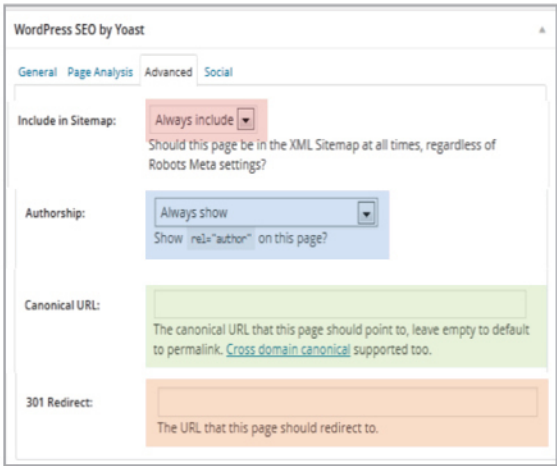 WordPress SEO by Yoast
General Page Analysis Advanced Social
Include in Sitemap: Always include
Should this page be in the XML Sitemap at all times, regardless of
Robots Meta settings?
Authorship: Always show
Show rel="author" on this page?
Canonical URL:
The canonical URL that this page should point to, leave empty to default
to permalink. Cross domain canonical supported too.
301 Redirect:
The URL that this page should redirect to.